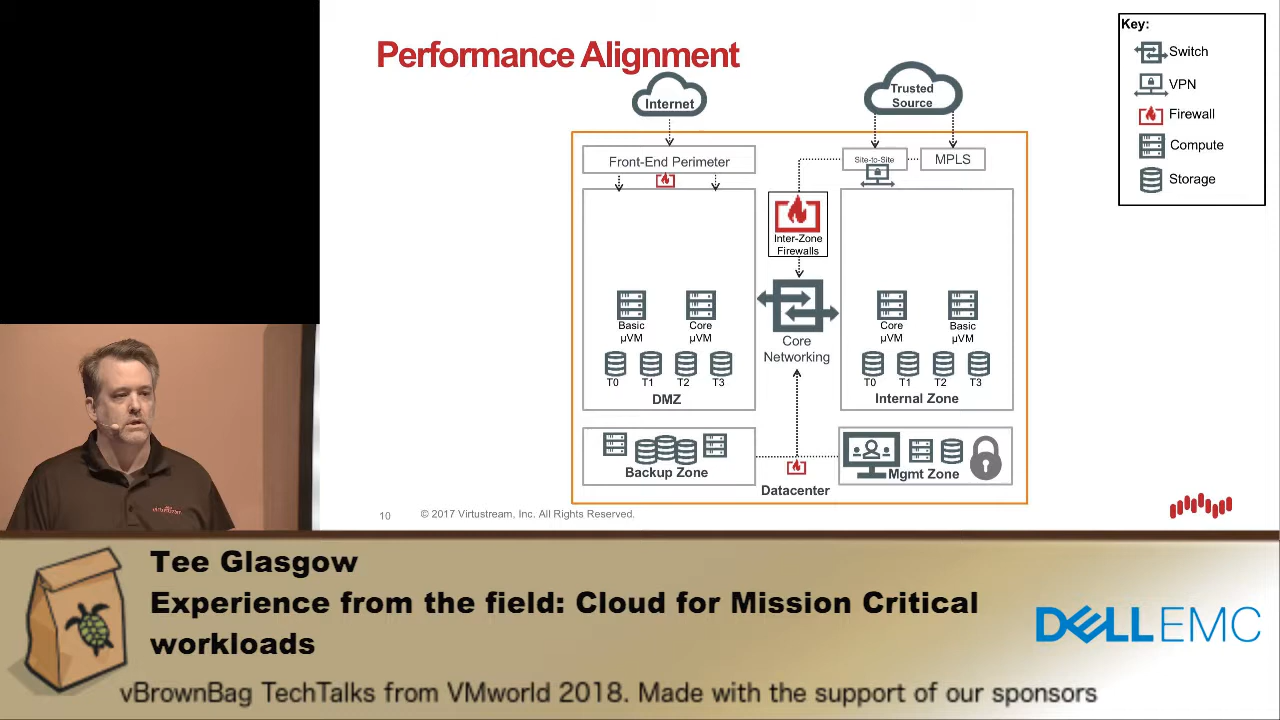 Performance Alignment
Key:
Switch
VPN
Firewall
Compute
Storage
Internet
Trusted
Source
Front-End Perimeter
Site-to-Site
MPLS
Inter-Zone
Firewalls
Basic
µVM
Core
µVM
Core
Networking
Core
µVM
Basic
µVM
T0
T1
T2
T3
DMZ
T0
T1
T2
T3
Internal Zone
Backup Zone
Mgmt Zone
Datacenter
10
© 2017 Virtustream, Inc. All Rights Reserved.
Tee Glasgow
Experience from the field: Cloud for Mission Critical
workloads
DELL EMC
vBrownBag TechTalks from VMworld 2018. Made with the support of our sponsors